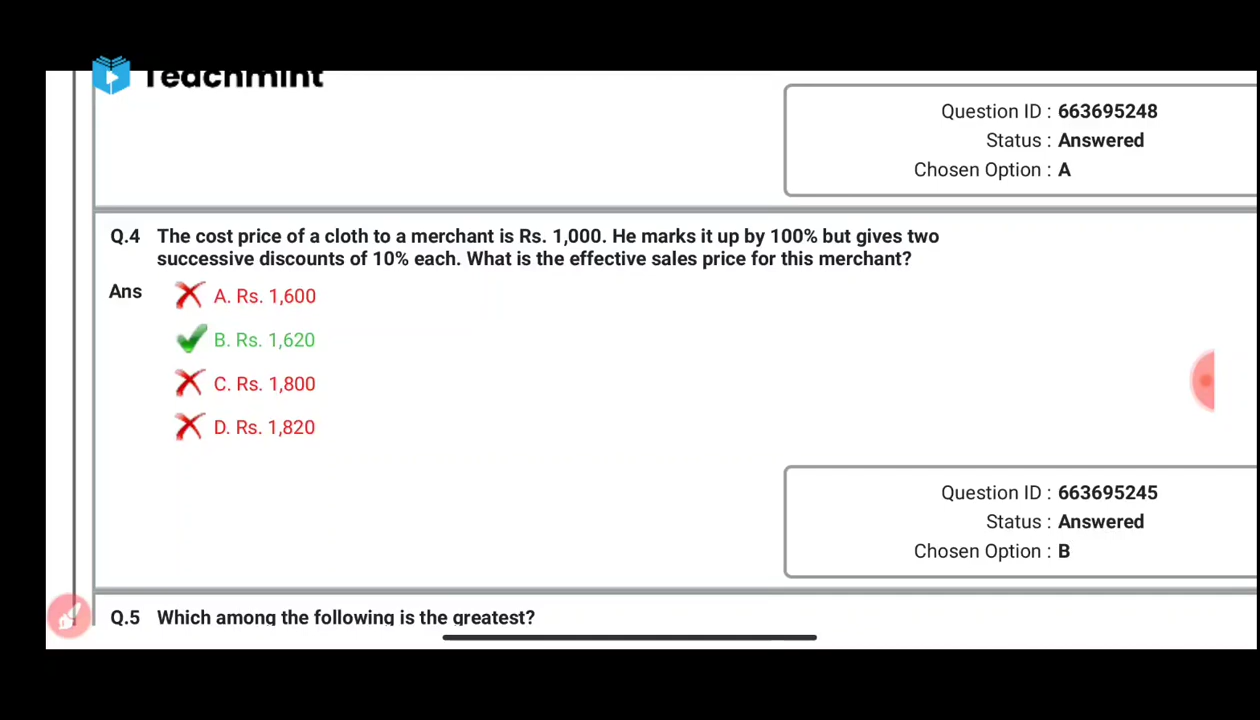 Teachmint
Question ID : 663695248
Status : Answered
Chosen Option : A
Q.4 The cost price of a cloth to a merchant is Rs. 1,000. He marks it up by 100% but gives two
successive discounts of 10% each. What is the effective sales price for this merchant?
Ans
A. Rs. 1,600
B. Rs. 1,620
C. Rs. 1,800
D. Rs. 1,820
Question ID : 663695245
Status : Answered
Chosen Option : B
Q.5 Which among the following is the greatest?